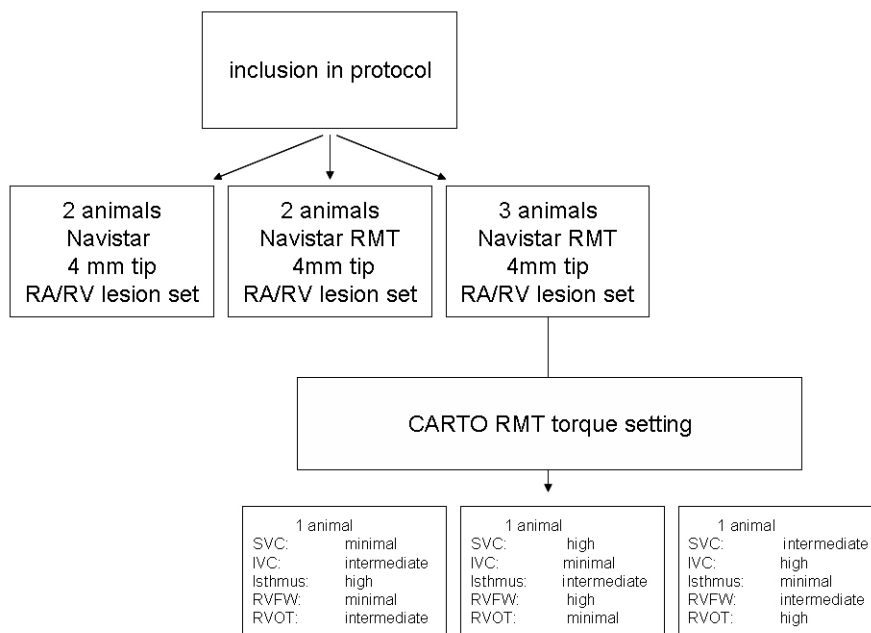 inclusion in protocol
2 animals
Navistar
4 mm tip
RA/RV lesion set
2 animals
Navistar RMT
4mm tip
RA/RV lesion set
3 animals
Navistar RMT
4mm tip
RA/RV lesion set
CARTO RMT torque setting
1 animal
SVC: minimal
IVC: intermediate
Isthmus: high
RVFW: minimal
RVOT: intermediate
1 animal
SVC: high
IVC: minimal
Isthmus: intermediate
RVFW: high
RVOT: minimal
1 animal
SVC: intermediate
IVC: high
Isthmus: minimal
RVFW: intermediate
RVOT: high